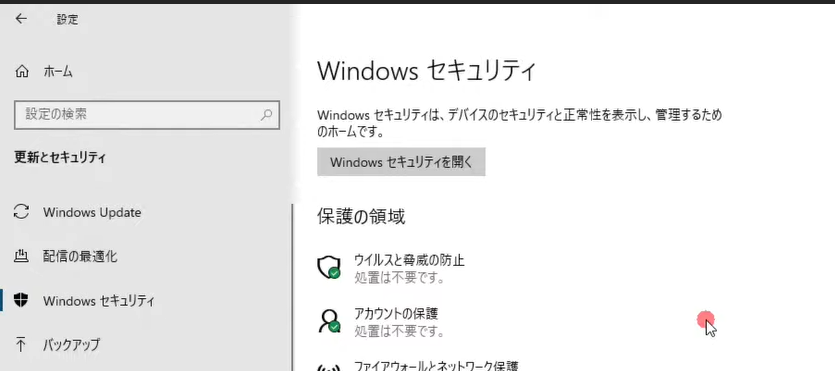 設定
ホーム
設定の検索
更新とセキュリティ
Windows Update
配信の最適化
Windows セキュリティ
バックアップ
Windows セキュリティ
Windows セキュリティは、デバイスのセキュリティと正常性を表示し、管理するため
のホームです。
Windows セキュリティを開く
保護の領域
ウイルスと脅威の防止
処置は不要です。
アカウントの保護
処置は不要です。
ファイアウォールとネットワーク保護